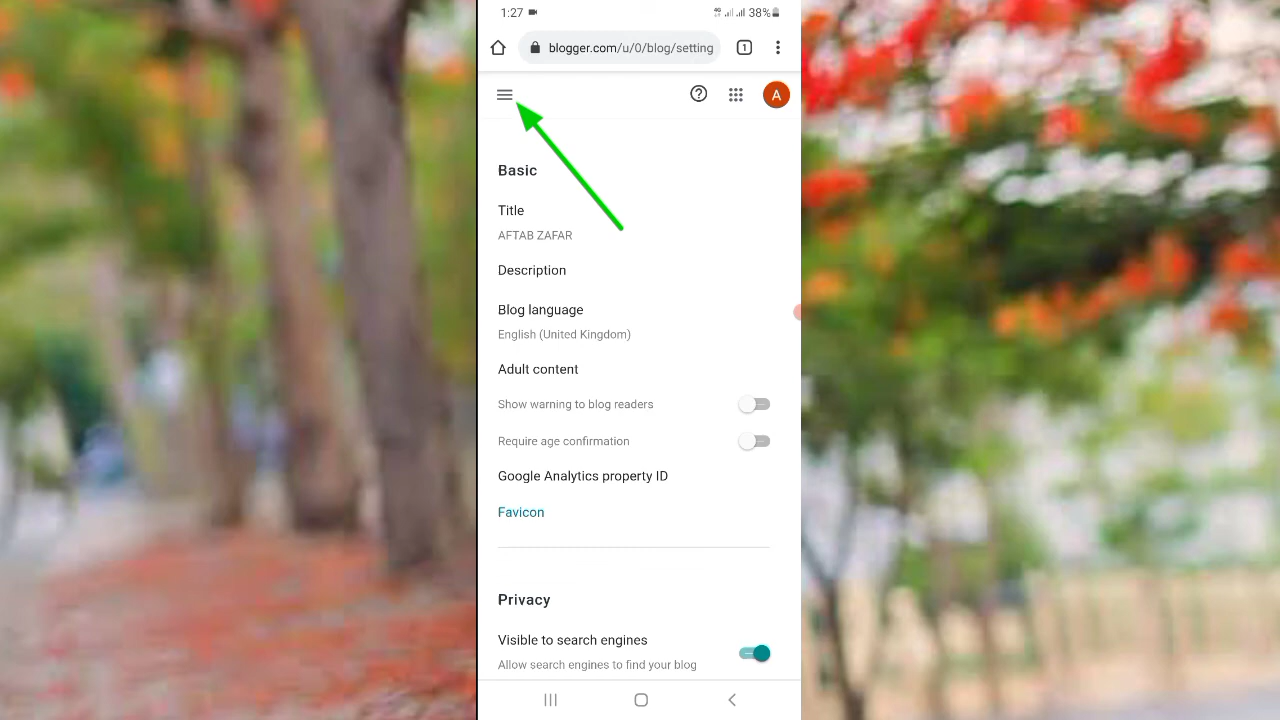 1:27
4G 38%
blogger.com/u/0/blog/setting
1
A
Basic
Title
AFTAB ZAFAR
Description
Blog language
English (United Kingdom)
Adult content
Show warning to blog readers
Require age confirmation
Google Analytics property ID
Favicon
Privacy
Visible to search engines
Allow search engines to find your blog